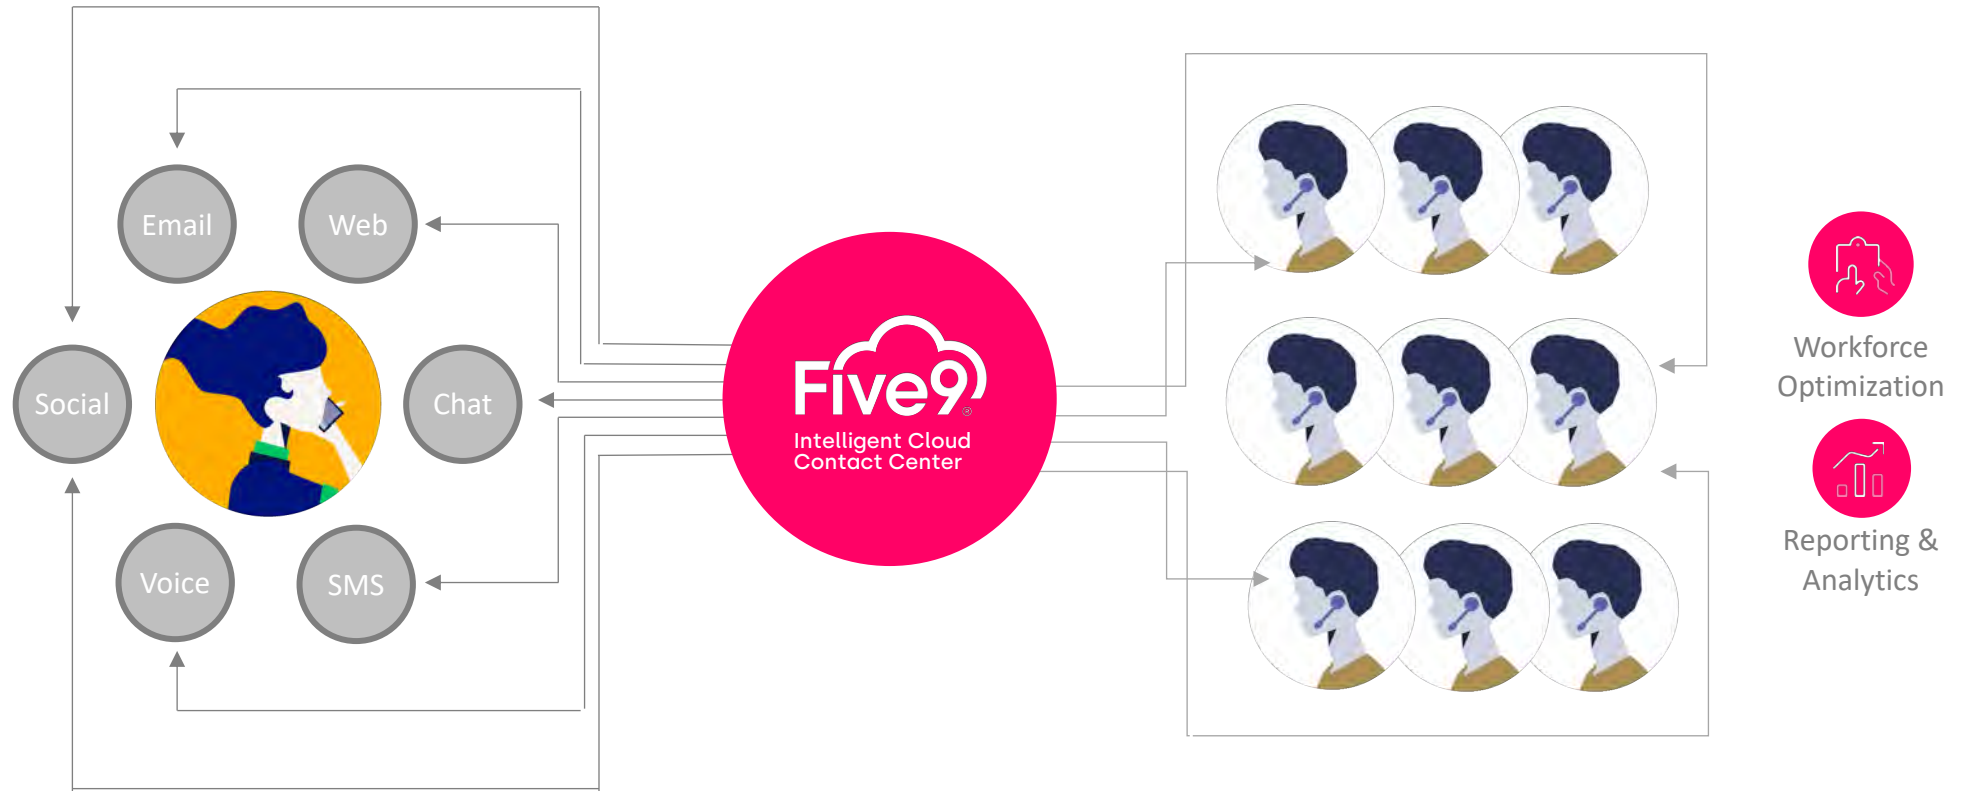 Email
Web
Social
Chat
Voice
SMS
Five9®
Intelligent Cloud
Contact Center
Workforce
Optimization
Reporting &
Analytics